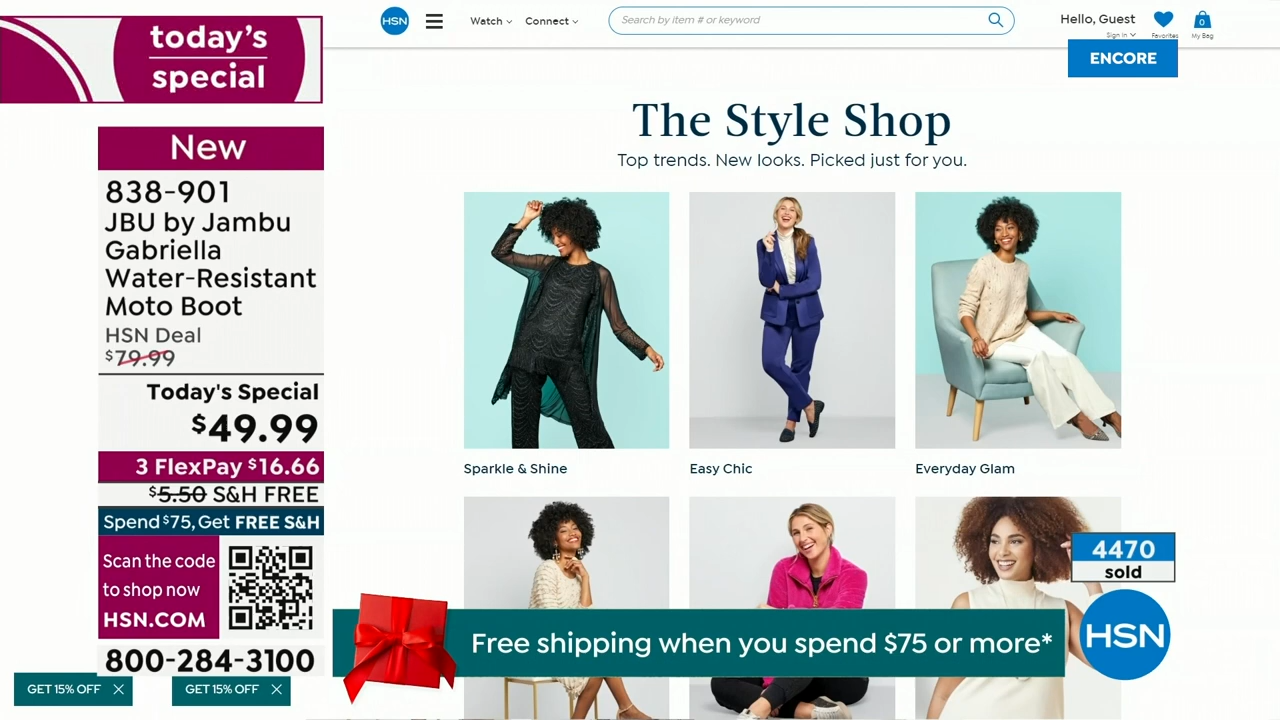 today's
special
New
838-901
JBU by Jambu
Gabriella
Water-Resistant
Moto Boot
HSN Deal
$79.99
Today's Special
$49.99
3 FlexPay $16.66
$5.50 S&H FREE
Spend $75, Get FREE S&H
Scan the code
to shop now
HSN.COM
800-284-3100
GET 15% OFF
GET 15% OFF
HSN
Watch
Connect
Search by item # or keyword
Hello, Guest
Sign In
Favorites
0
My Bag
ENCORE
The Style Shop
Top trends. New looks. Picked just for you.
Sparkle & Shine
Easy Chic
Everyday Glam
4470
sold
Free shipping when you spend $75 or more*
HSN